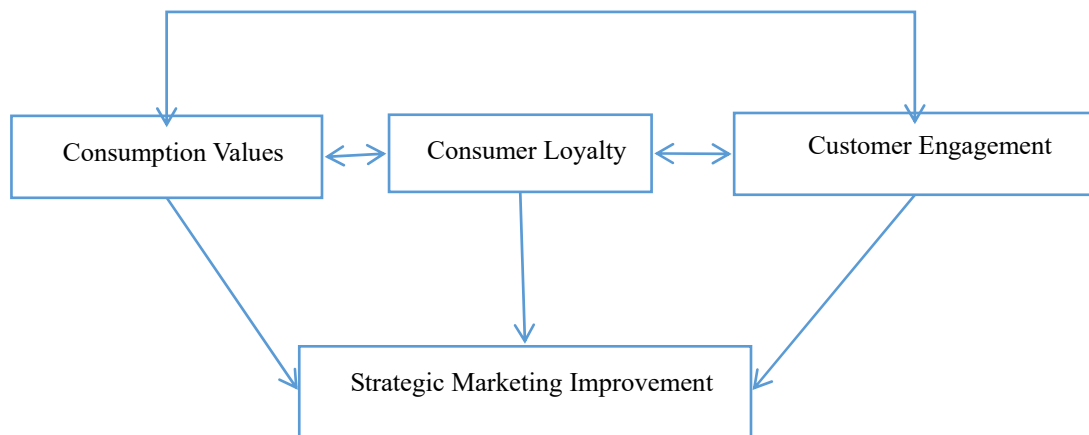 Consumption Values
Consumer Loyalty
Customer Engagement
Strategic Marketing Improvement